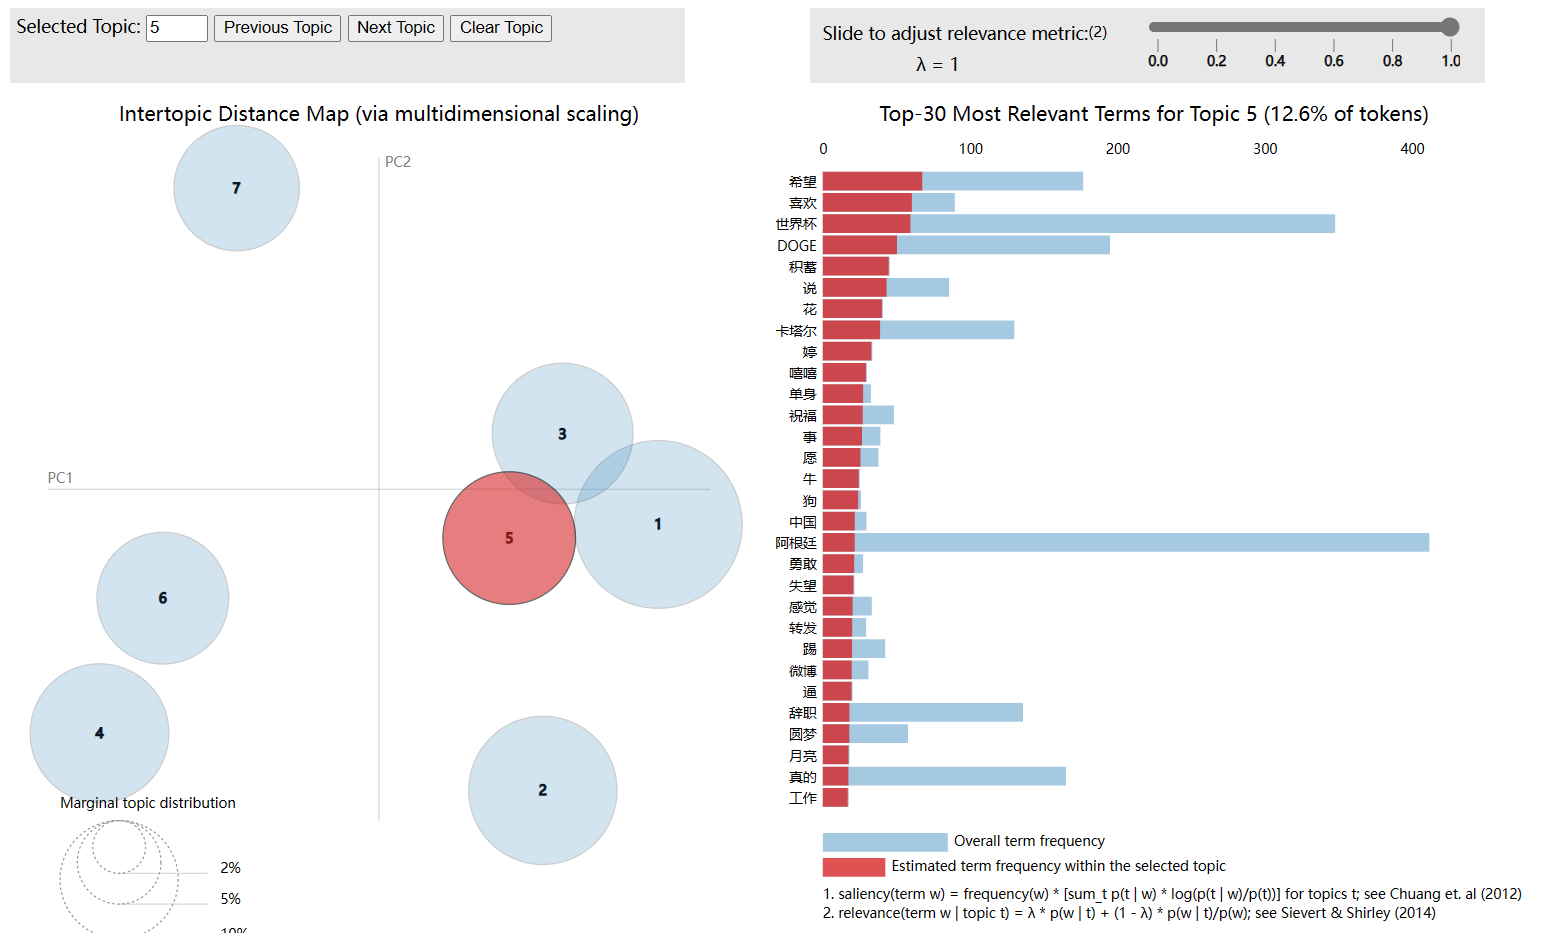 Selected Topic: 5 Previous Topic Next Topic Clear Topic
Slide to adjust relevance metric:(2)
λ = 1
0.0 0.2 0.4 0.6 0.8 1.0
Intertopic Distance Map (via multidimensional scaling)
PC2
PC1
7
3
1
5
6
4
2
Marginal topic distribution
2%
5%
10%
Top-30 Most Relevant Terms for Topic 5 (12.6% of tokens)
0 100 200 300 400
希望
喜欢
世界杯
DOGE
积蓄
说
花
卡塔尔
婷
嘻嘻
单身
祝福
事
愿
牛
狗
中国
阿根廷
勇敢
失望
感觉
转发
踢
微博
逼
辞职
圆梦
月亮
真的
工作
Overall term frequency
Estimated term frequency within the selected topic
1. saliency(term w) = frequency(w) * [sum_t p(t | w) * log(p(t | w)/p(t))] for topics t; see Chuang et. al (2012)
2. relevance(term w | topic t) = λ * p(w | t) + (1 - λ) * p(w | t)/p(w); see Sievert & Shirley (2014)